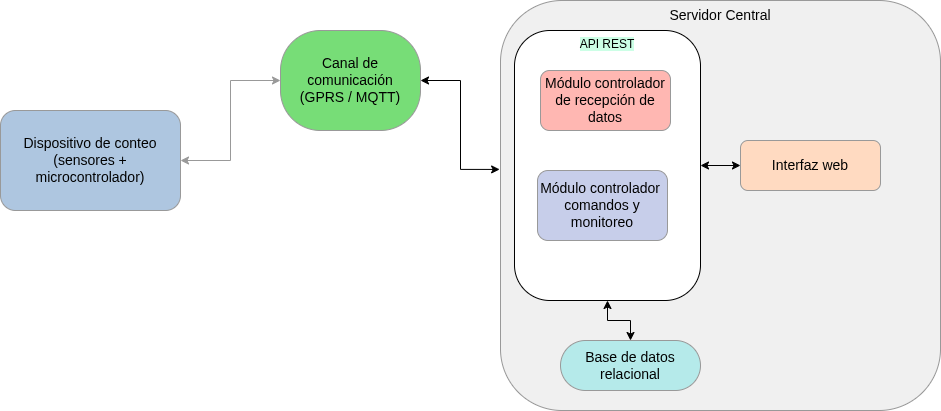 Servidor Central
API REST
Canal de
comunicación
(GPRS / MQTT)
Módulo controlador
de recepción de
datos
Dispositivo de conteo
(sensores +
microcontrolador)
Interfaz web
Módulo controlador
comandos y
monitoreo
Base de datos
relacional